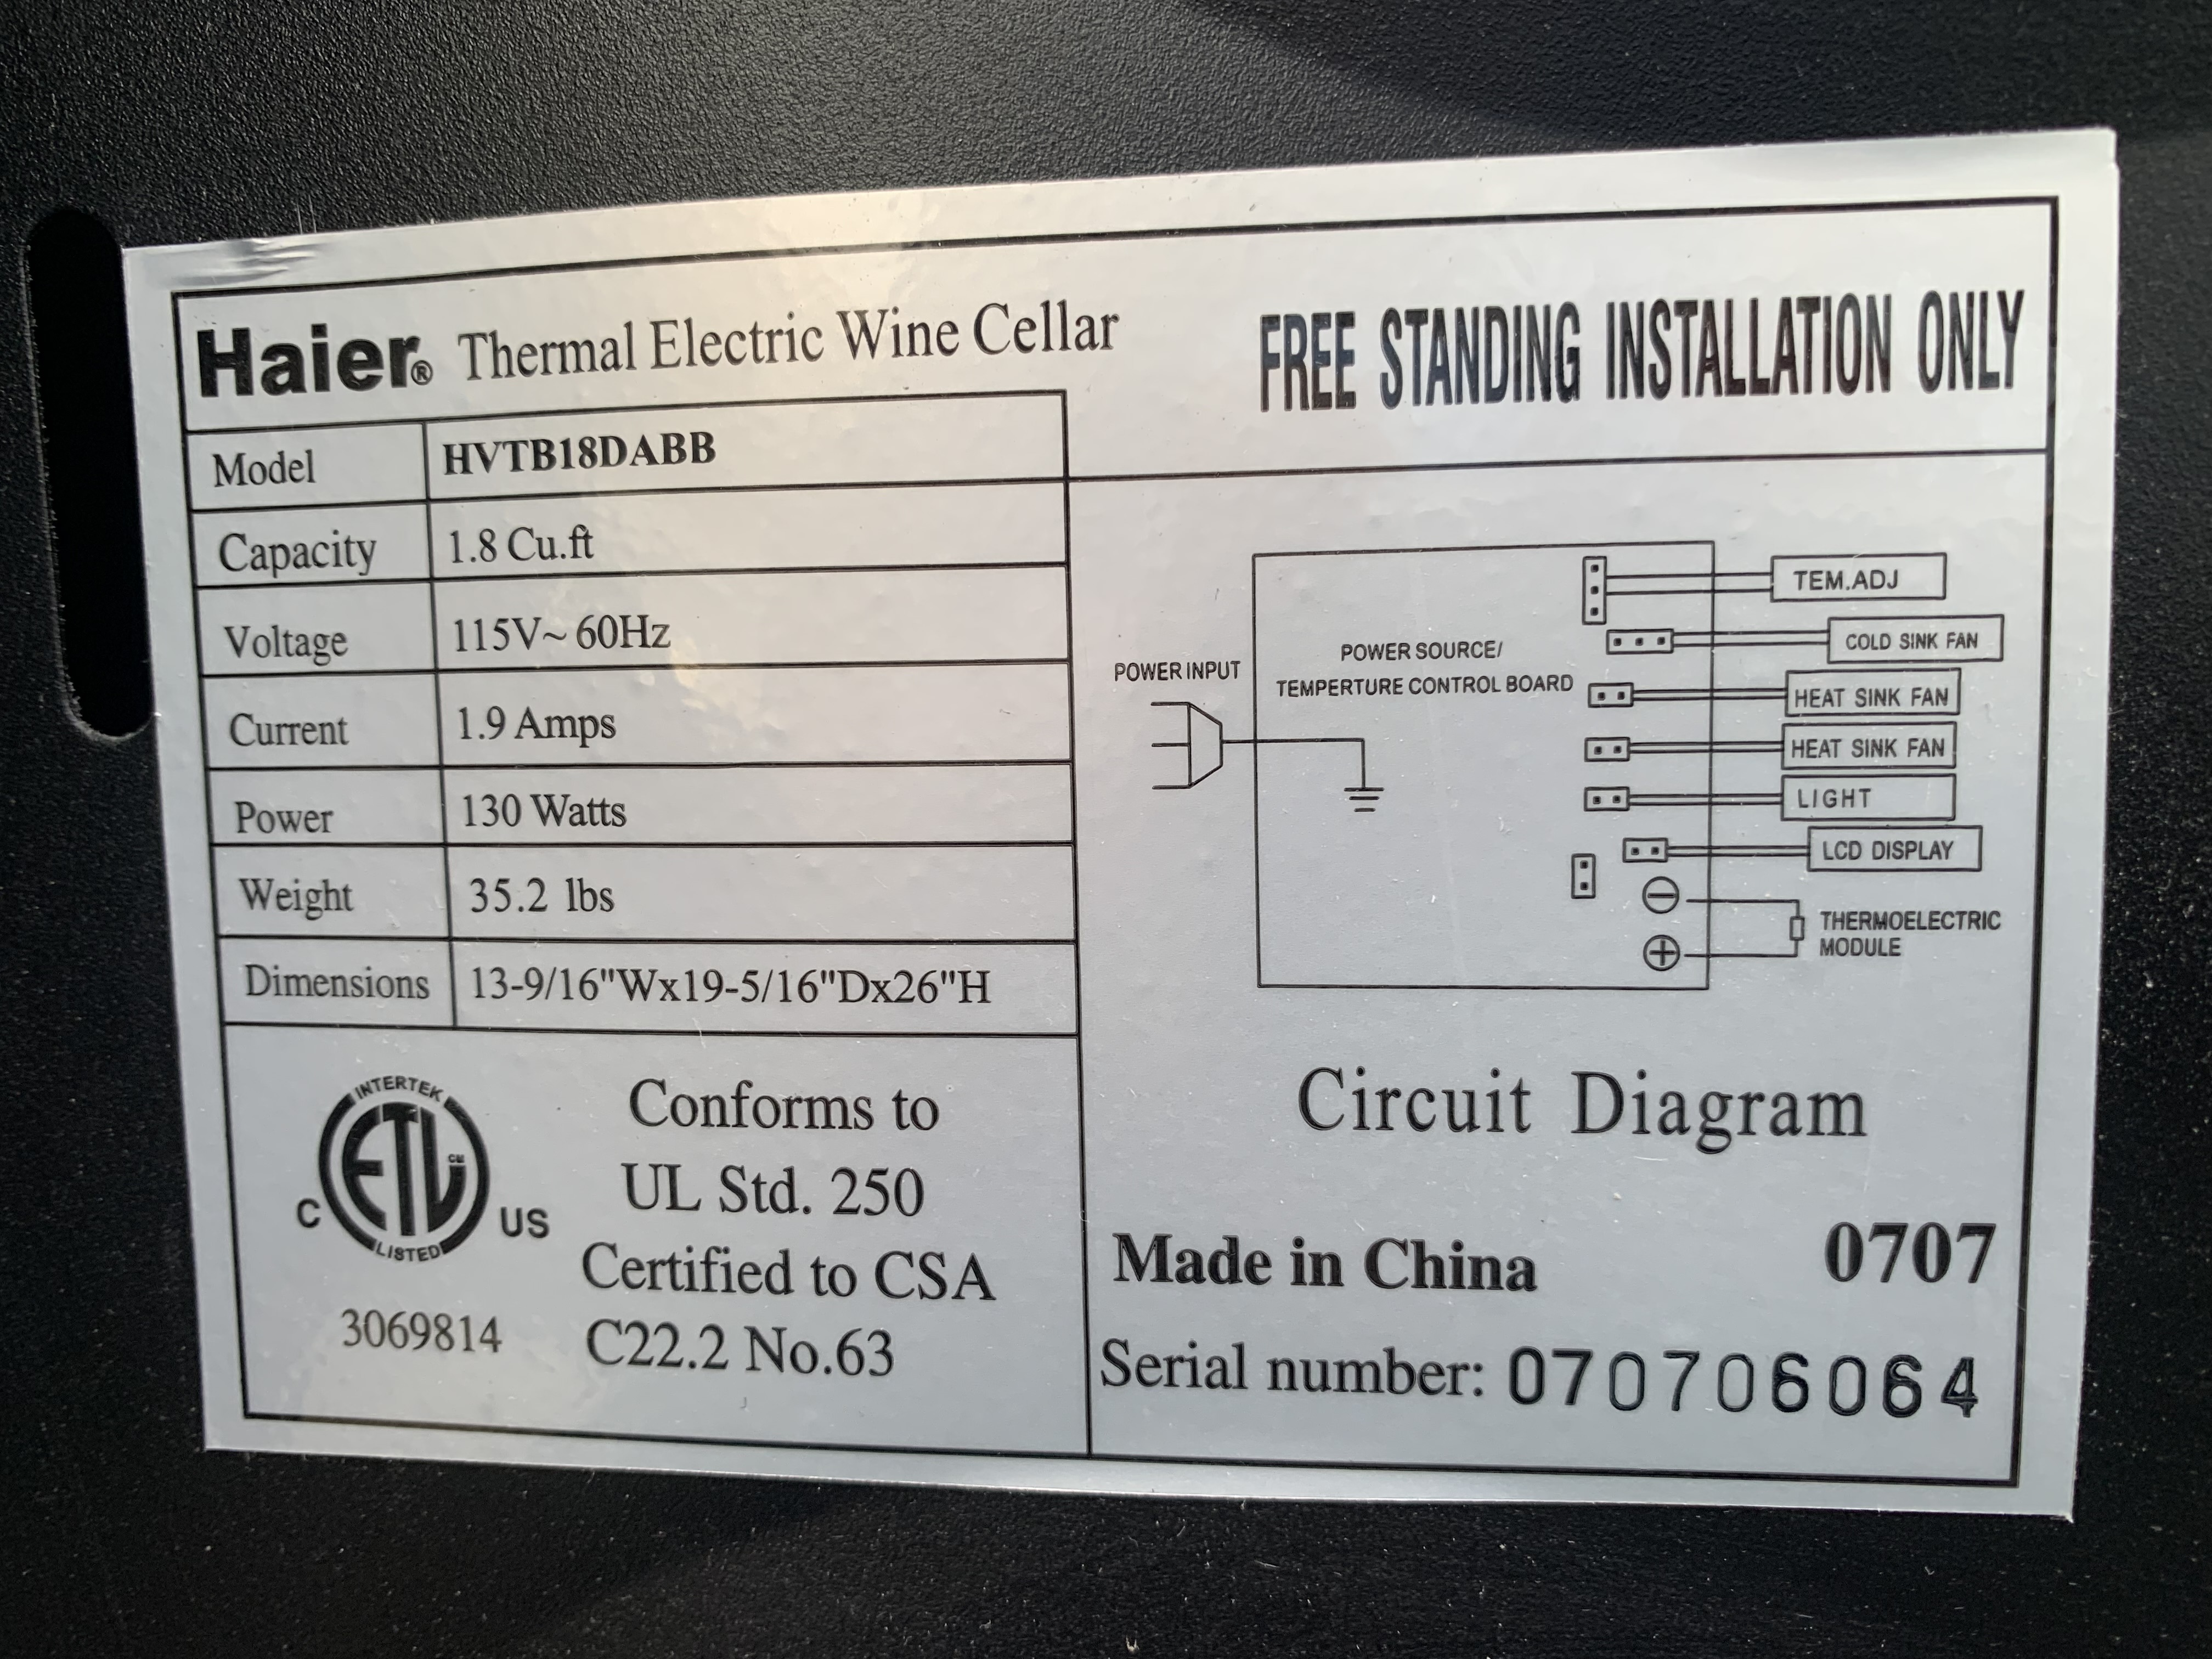 Haier® Thermal Electric Wine Cellar
FREE STANDING INSTALLATION ONLY
Model HVTB18DABB
Capacity 1.8 Cu.ft
Voltage 115V~ 60Hz
Current 1.9 Amps
Power 130 Watts
Weight 35.2 lbs
Dimensions 13-9/16"Wx19-5/16"Dx26"H
INTERTEK
ETL CM
C US
LISTED
3069814
Conforms to
UL Std. 250
Certified to CSA
C22.2 No.63
POWER INPUT
POWER SOURCE/
TEMPERTURE CONTROL BOARD
TEM.ADJ
COLD SINK FAN
HEAT SINK FAN
HEAT SINK FAN
LIGHT
LCD DISPLAY
THERMOELECTRIC
MODULE
Circuit Diagram
Made in China 0707
Serial number: 070706064